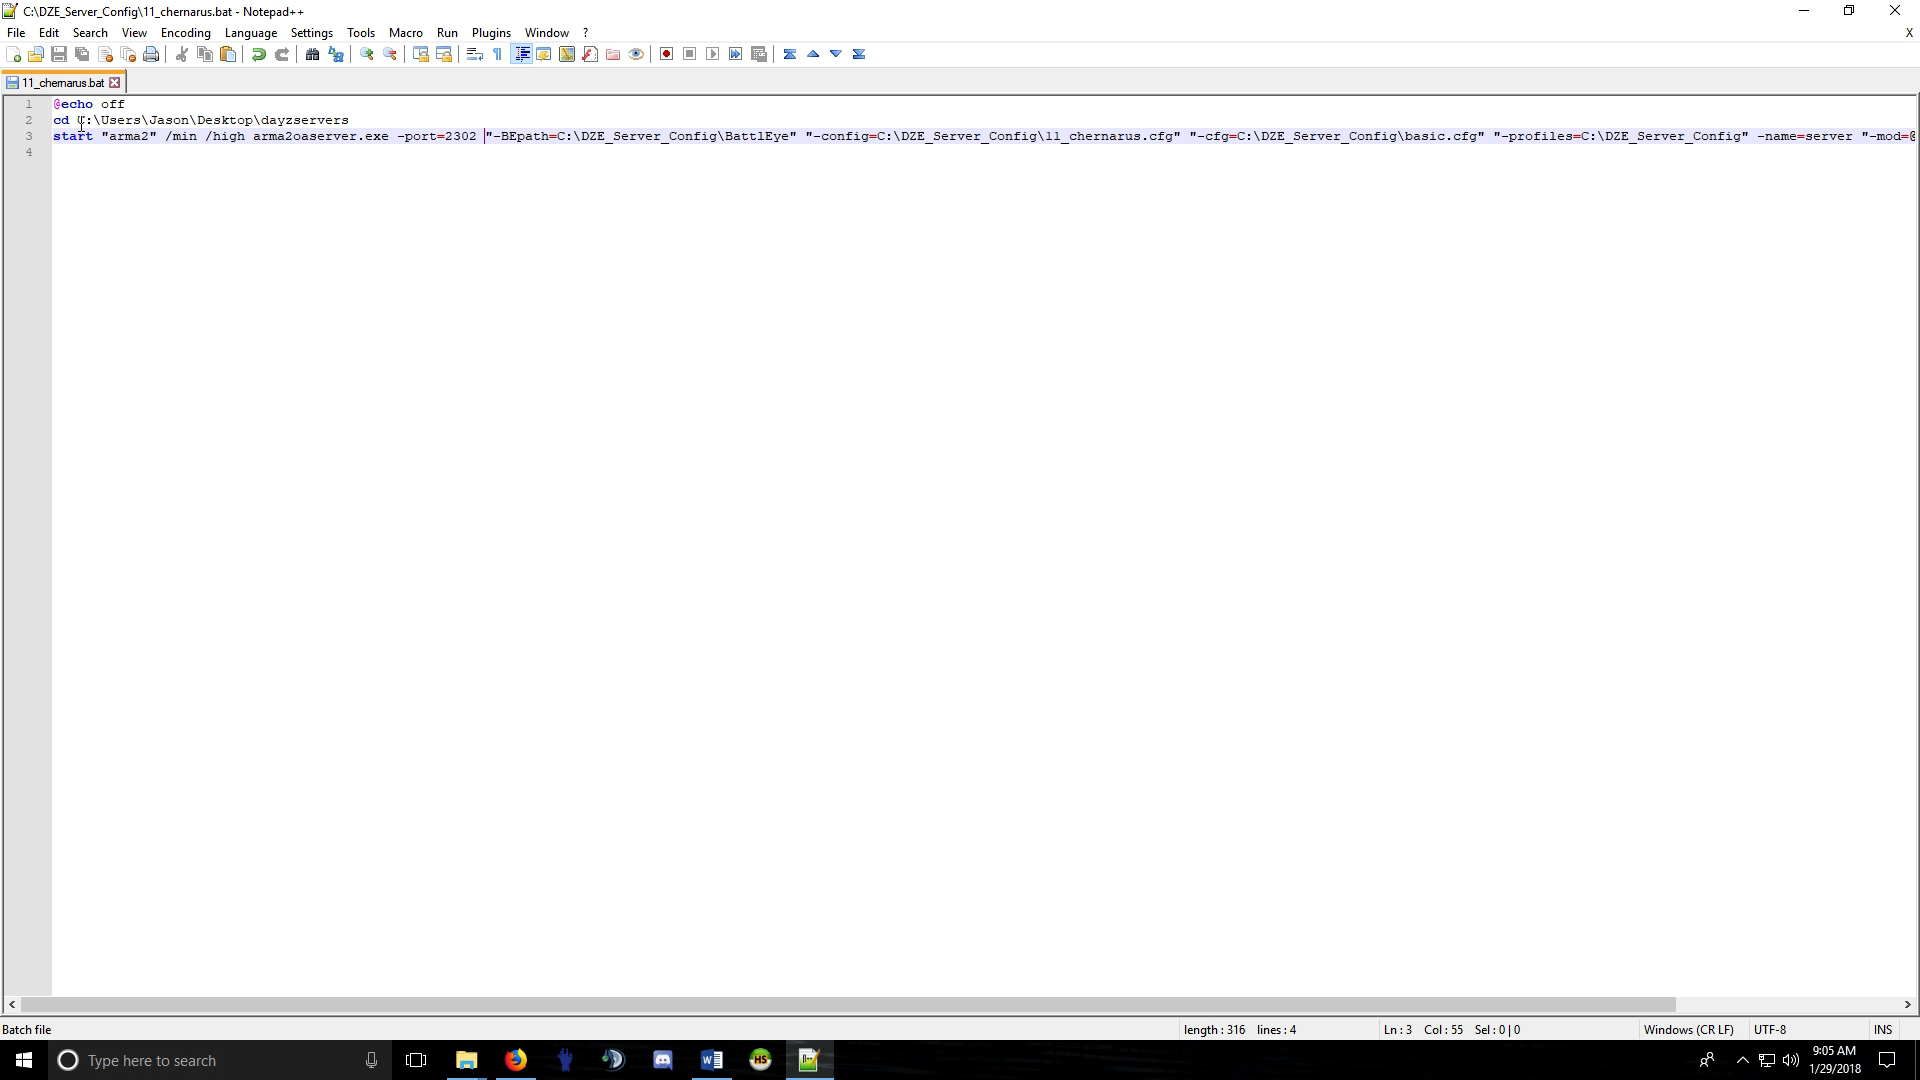 C:\DZE_Server_Config\11_chernarus.bat - Notepad++
File Edit Search View Encoding Language Settings Tools Macro Run Plugins Window ? X
11_chernarus.bat
1 @echo off
2 cd C:\Users\Jason\Desktop\dayzservers
3 start "arma2" /min /high arma2oaserver.exe -port=2302 "-BEpath=C:\DZE_Server_Config\BattlEye" "-config=C:\DZE_Server_Config\11_chernarus.cfg" "-cfg=C:\DZE_Server_Config\basic.cfg" "-profiles=C:\DZE_Server_Config" -name=server "-mod=@
4
Batch file length : 316 lines : 4 Ln : 3 Col : 55 Sel : 0 | 0 Windows (CR LF) UTF-8 INS
Type here to search HS 9:05 AM
1/29/2018